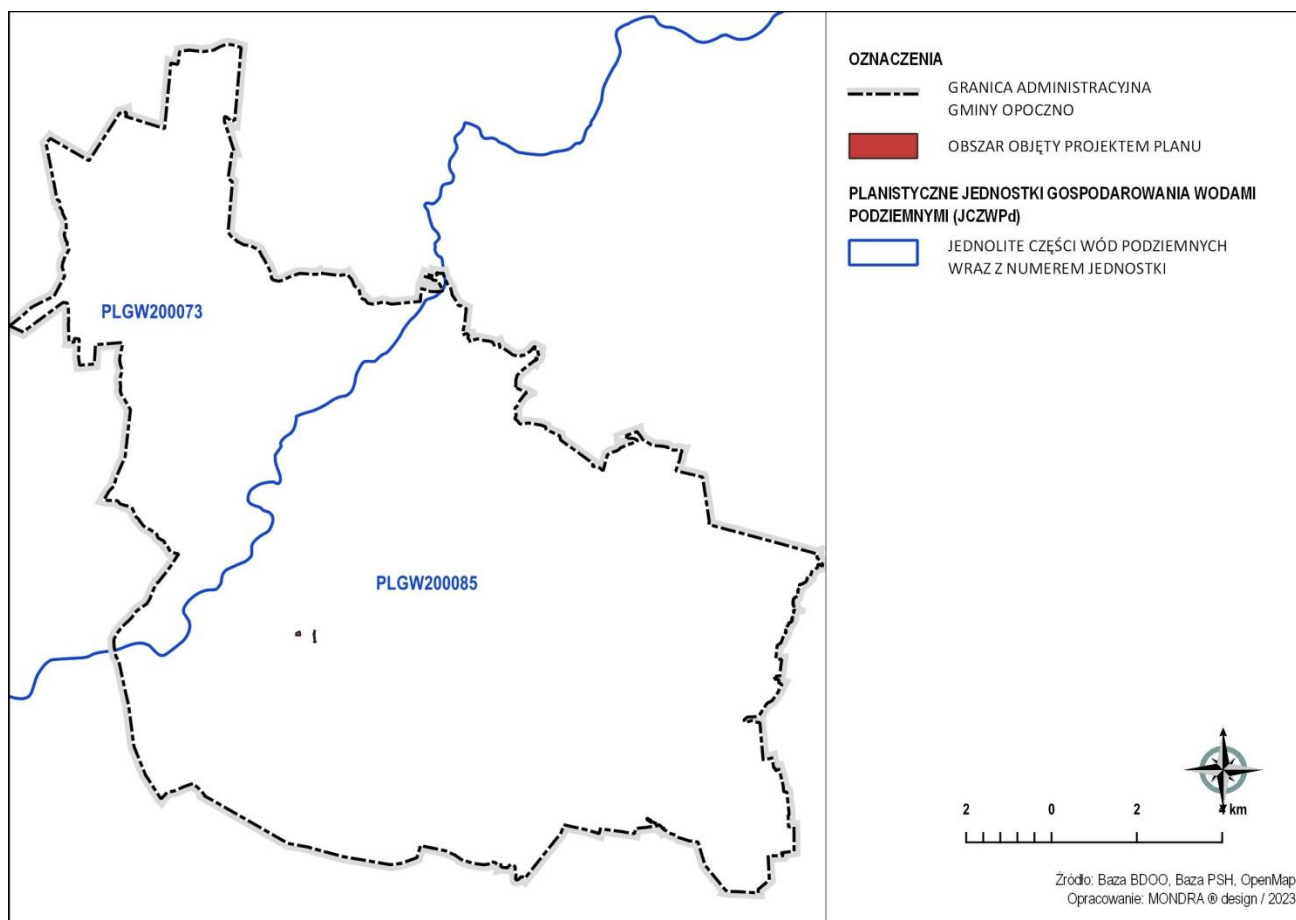 PLGW200073
PLGW200085
OZNACZENIA
GRANICA ADMINISTRACYJNA
GMINY OPOCZNO
OBSZAR OBJĘTY PROJEKTEM PLANU
PLANISTYCZNE JEDNOSTKI GOSPODAROWANIA WODAMI
PODZIEMNYMI (JCZWPd)
JEDNOLITE CZĘŚCI WÓD PODZIEMNYCH
WRAZ Z NUMEREM JEDNOSTKI
2 0 2 4 km
Źródło: Baza BDOO, Baza PSH, OpenMap
Opracowanie: MONDRA ® design / 2023